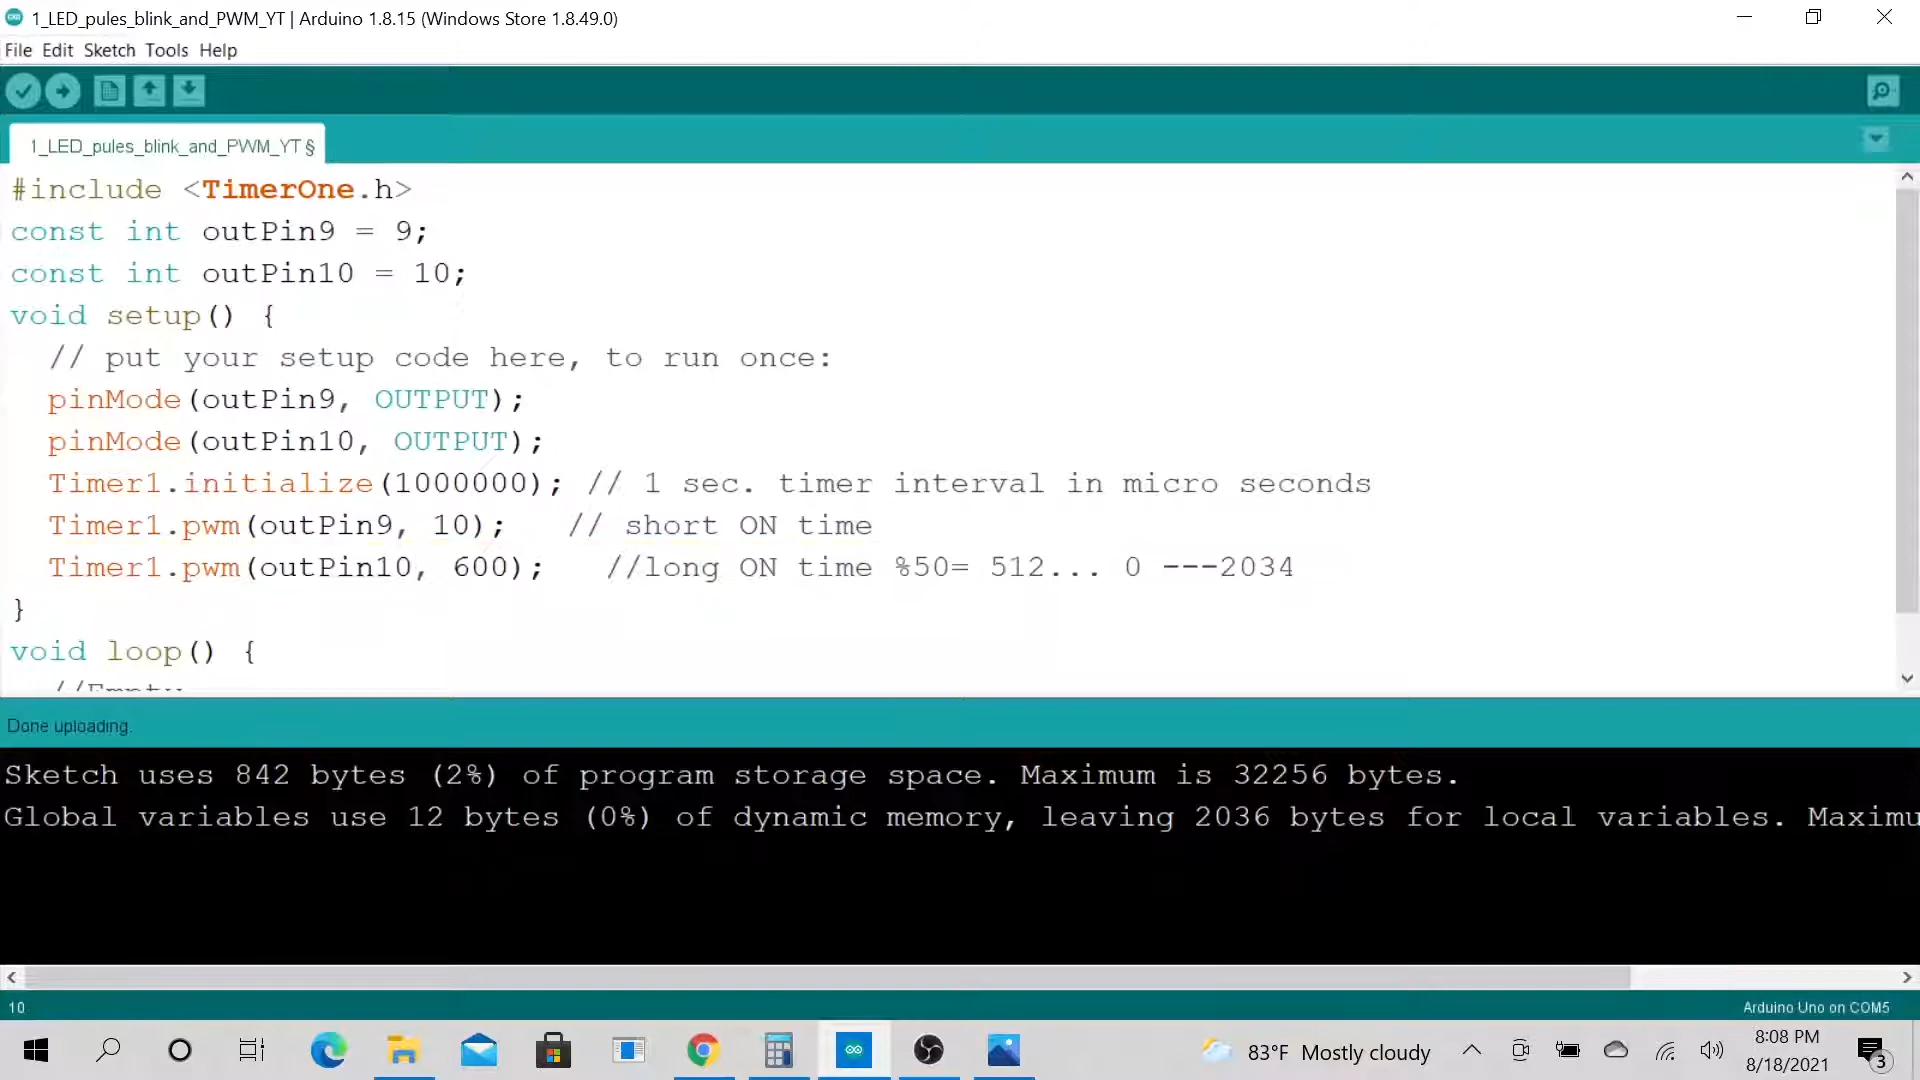 1_LED_pules_blink_and_PWM_YT | Arduino 1.8.15 (Windows Store 1.8.49.0)
File Edit Sketch Tools Help
1_LED_pules_blink_and_PWM_YT §
#include <TimerOne.h>
const int outPin9 = 9;
const int outPin10 = 10;
void setup() {
// put your setup code here, to run once:
pinMode(outPin9, OUTPUT);
pinMode(outPin10, OUTPUT);
Timer1.initialize(1000000); // 1 sec. timer interval in micro seconds
Timer1.pwm(outPin9, 10); // short ON time
Timer1.pwm(outPin10, 600); //long ON time %50= 512... 0 ---2034
}
void loop() {
//Empty
Done uploading.
Sketch uses 842 bytes (2%) of program storage space. Maximum is 32256 bytes.
Global variables use 12 bytes (0%) of dynamic memory, leaving 2036 bytes for local variables. Maximu
10
Arduino Uno on COM5
83°F Mostly cloudy
8:08 PM
8/18/2021
3